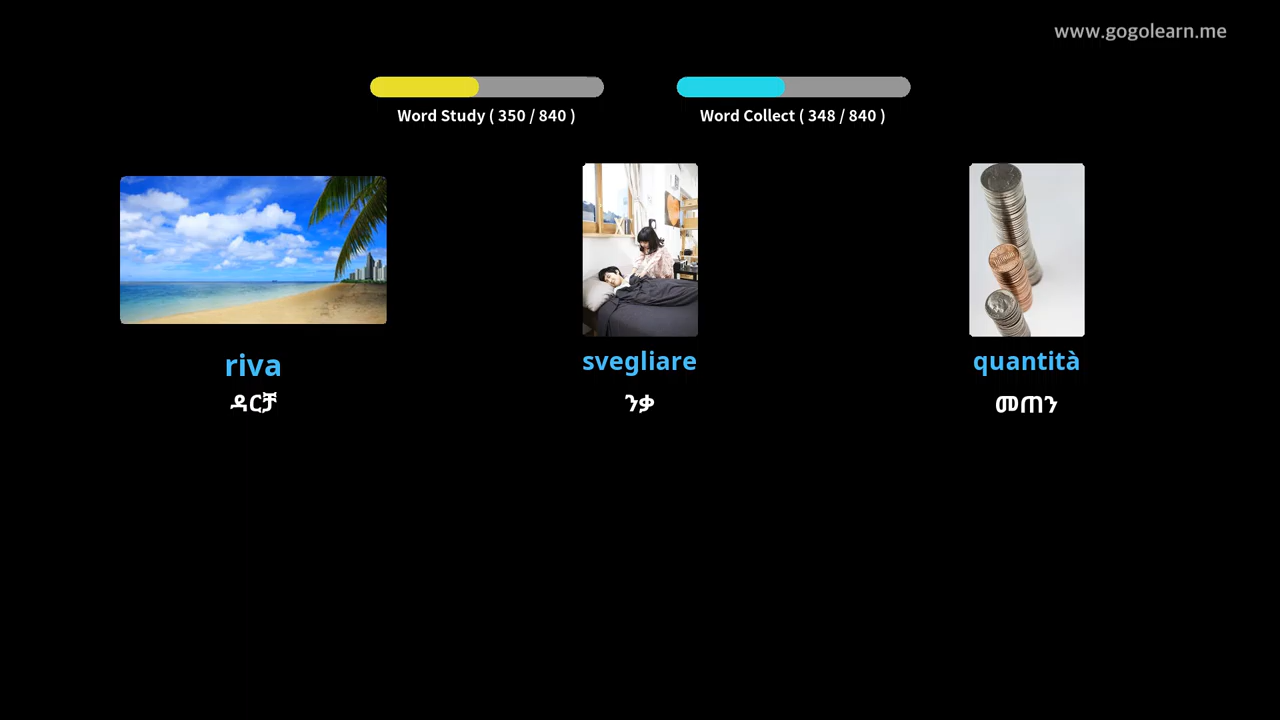 www.gogolearn.me
Word Study ( 350 / 840 )
Word Collect ( 348 / 840 )
riva
ዳርቻ
svegliare
ንቃ
quantità
መጠን